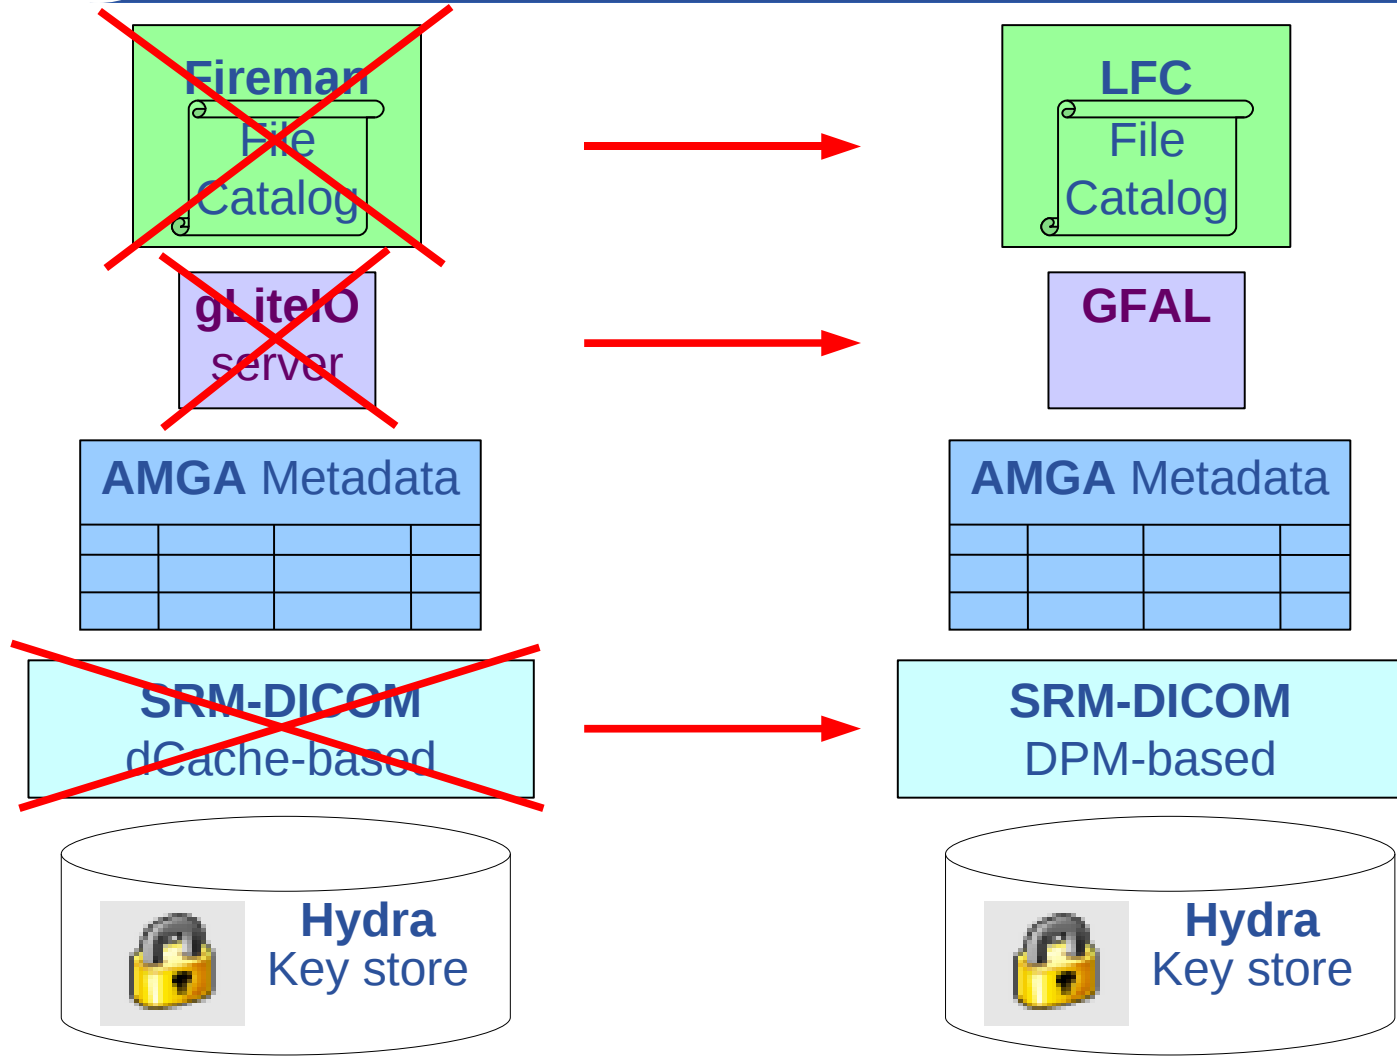 Fireman
File
Catalog
LFC
File
Catalog
gLiteIO
server
GFAL
AMGA Metadata
AMGA Metadata
SRM-DICOM
dCache-based
SRM-DICOM
DPM-based
Hydra
Key store
Hydra
Key store